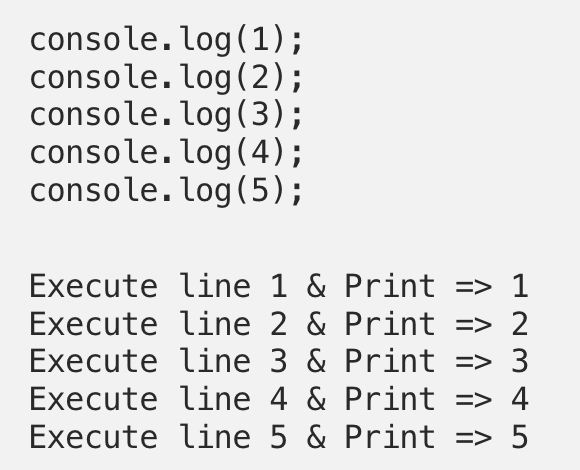 console.log(1);
console.log(2);
console.log(3);
console.log(4);
console.log(5);
Execute line 1 & Print => 1
Execute line 2 & Print => 2
Execute line 3 & Print => 3
Execute line 4 & Print => 4
Execute line 5 & Print => 5